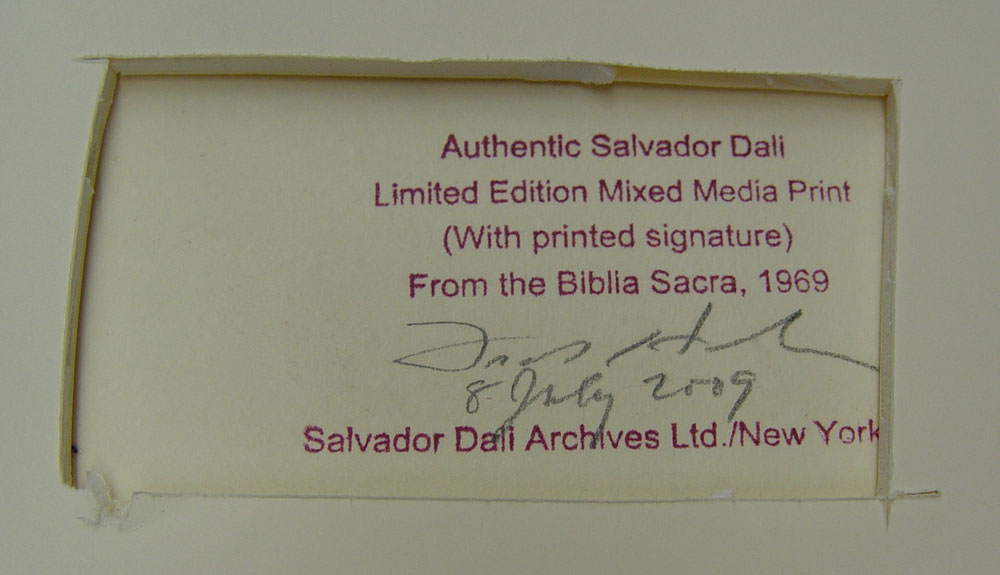 Authentic Salvador Dali
Limited Edition Mixed Media Print
(With printed signature)
From the Biblia Sacra, 1969
8 July 2009
Salvador Dali Archives Ltd./New York